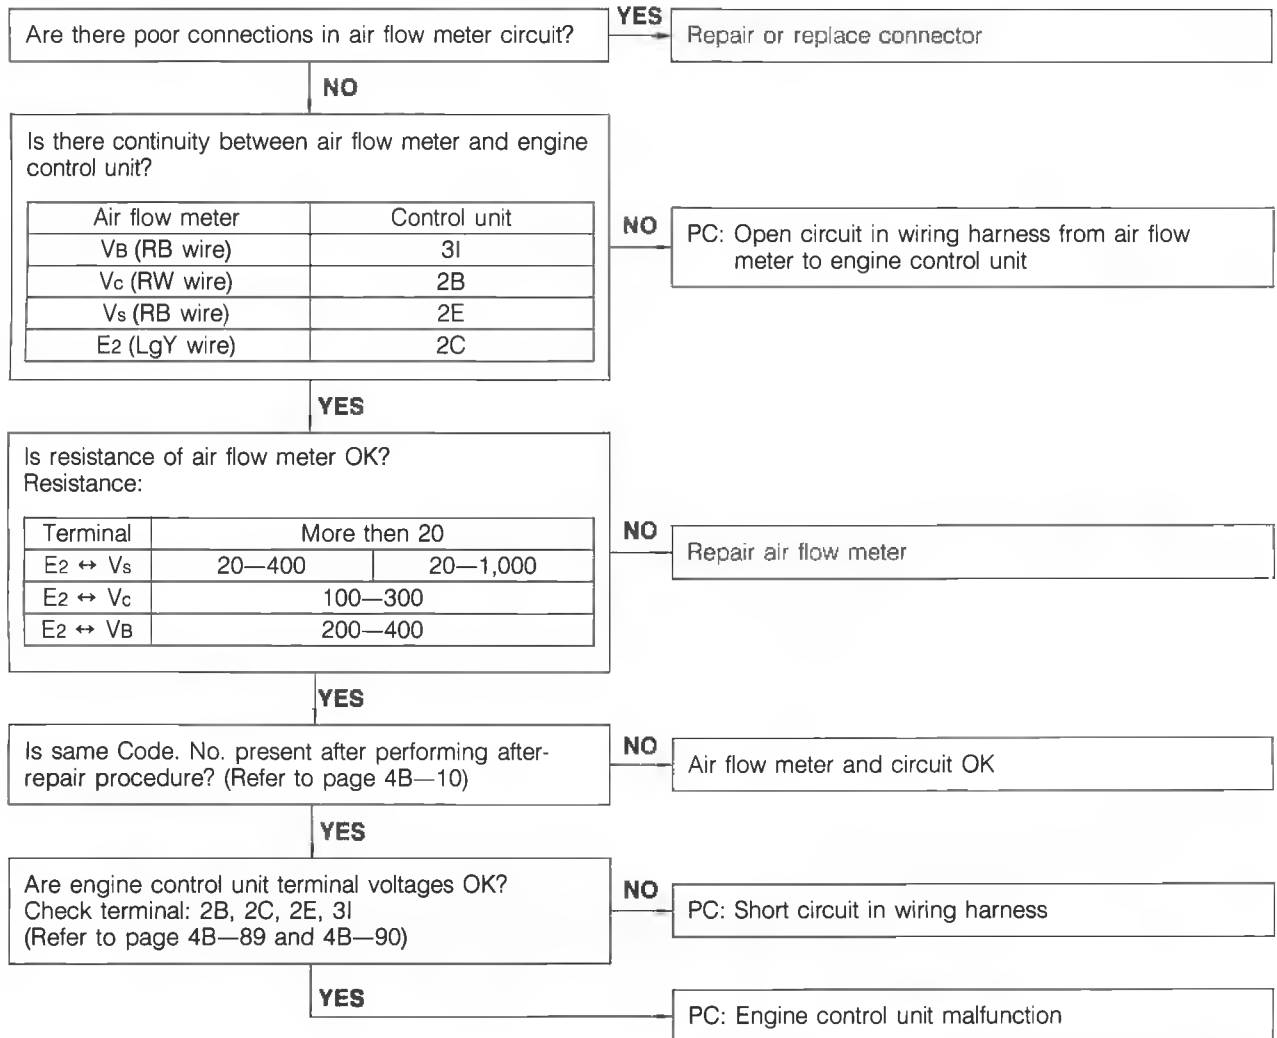 Are there poor connections in air flow meter circuit?
YES
Repair or replace connector
NO
Is there continuity between air flow meter and engine
control unit?
Air flow meter Control unit
VB (RB wire) 3I
Vc (RW wire) 2B
Vs (RB wire) 2E
E2 (LgY wire) 2C
NO
PC: Open circuit in wiring harness from air flow
meter to engine control unit
YES
Is resistance of air flow meter OK?
Resistance:
Terminal More then 20
E2 ↔ Vs 20—400 20—1,000
E2 ↔ Vc 100—300
E2 ↔ VB 200—400
NO
Repair air flow meter
YES
Is same Code. No. present after performing after-
repair procedure? (Refer to page 4B—10)
NO
Air flow meter and circuit OK
YES
Are engine control unit terminal voltages OK?
Check terminal: 2B, 2C, 2E, 3I
(Refer to page 4B—89 and 4B—90)
NO
PC: Short circuit in wiring harness
YES
PC: Engine control unit malfunction